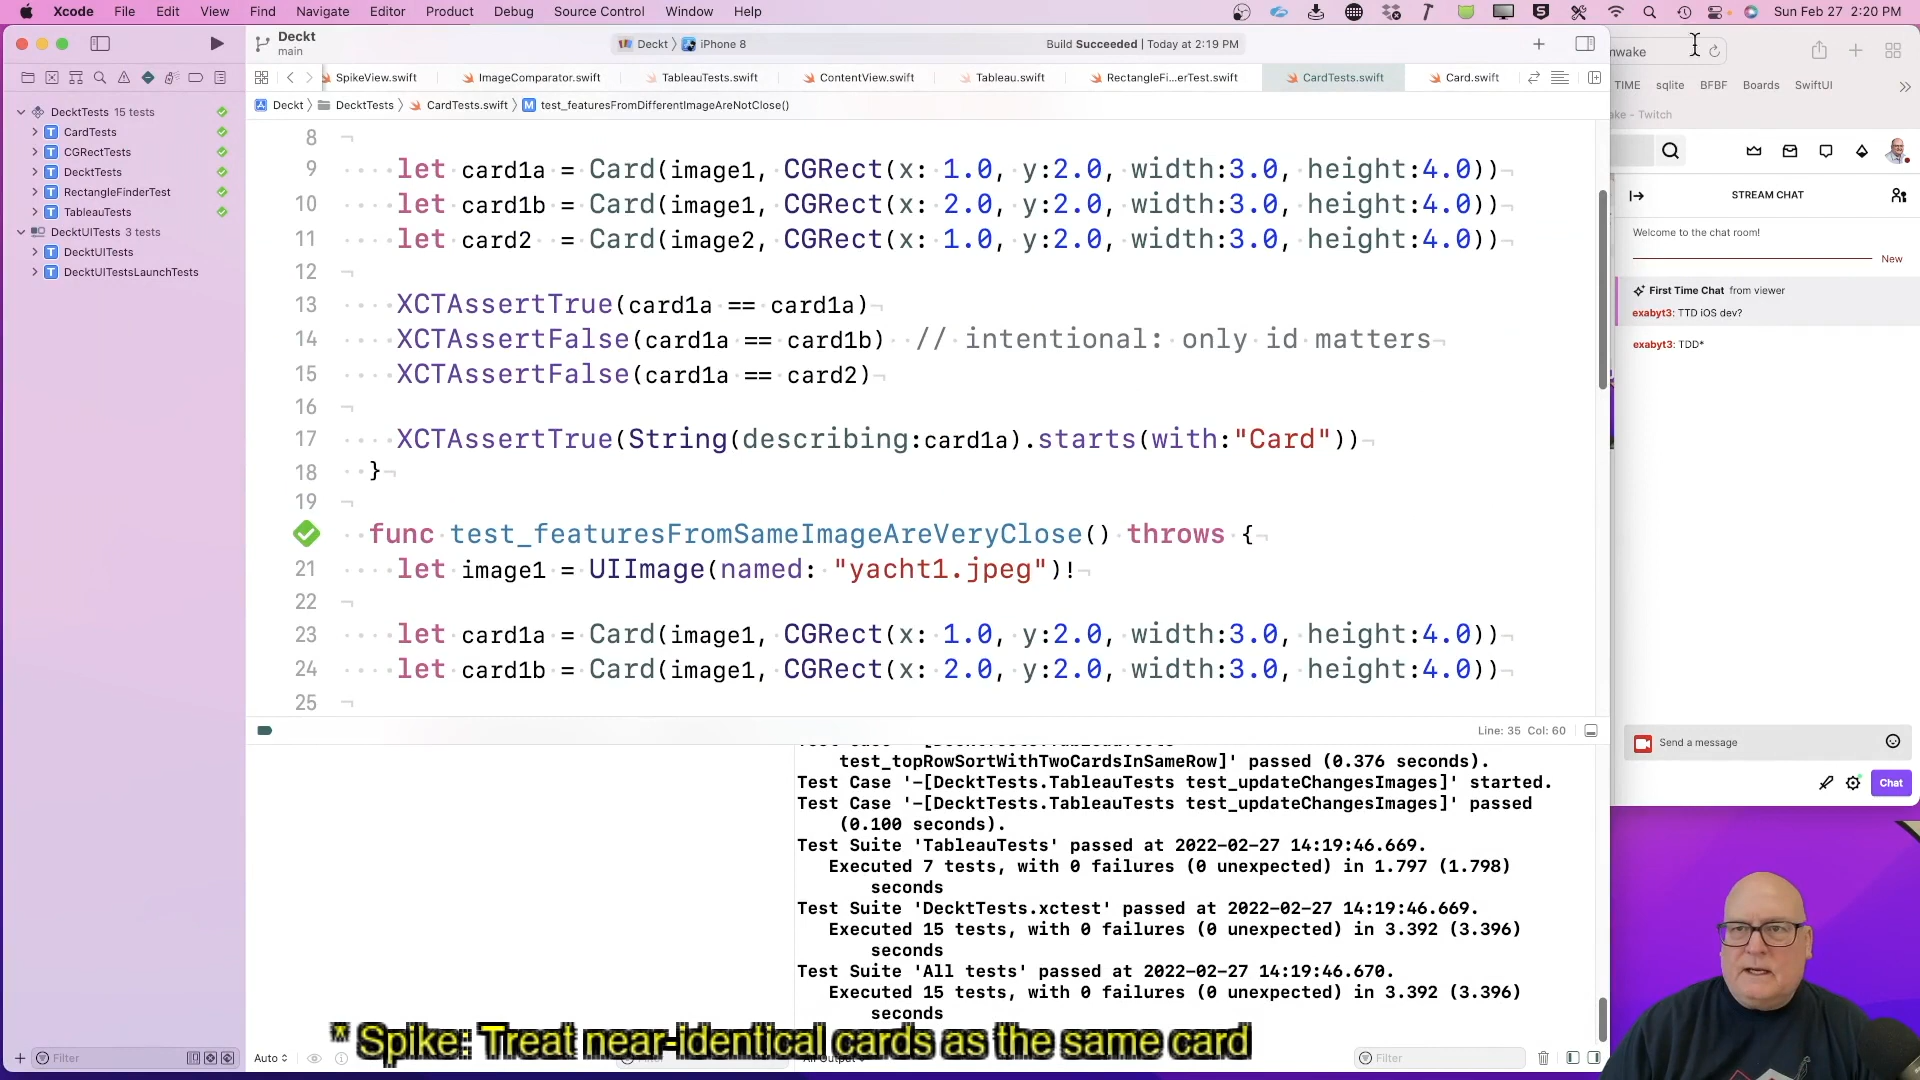 Xcode File Edit View Find Navigate Editor Product Debug Source Control Window Help
Sun Feb 27 2:20 PM
Deckt
main
Deckt 〉 iPhone 8
Build Succeeded | Today at 2:19 PM
nwake
SpikeView.swift ImageComparator.swift TableauTests.swift ContentView.swift Tableau.swift RectangleFi...erTest.swift CardTests.swift Card.swift
TIME sqlite BFBF Boards SwiftUI
Deckt 〉 DecktTests 〉 CardTests.swift 〉 M test_featuresFromDifferentImageAreNotClose()
ake – Twitch
DecktTests 15 tests
T CardTests
T CGRectTests
T DecktTests
T RectangleFinderTest
T TableauTests
DecktUITests 3 tests
T DecktUITests
T DecktUITestsLaunchTests
8
9 let card1a = Card(image1, CGRect(x: 1.0, y:2.0, width:3.0, height:4.0))
10 let card1b = Card(image1, CGRect(x: 2.0, y:2.0, width:3.0, height:4.0))
11 let card2 = Card(image2, CGRect(x: 1.0, y:2.0, width:3.0, height:4.0))
12
13 XCTAssertTrue(card1a == card1a)
14 XCTAssertFalse(card1a == card1b) // intentional: only id matters
15 XCTAssertFalse(card1a == card2)
16
17 XCTAssertTrue(String(describing:card1a).starts(with:"Card"))
18 }
19
func test_featuresFromSameImageAreVeryClose() throws {
21 let image1 = UIImage(named: "yacht1.jpeg")!
22
23 let card1a = Card(image1, CGRect(x: 1.0, y:2.0, width:3.0, height:4.0))
24 let card1b = Card(image1, CGRect(x: 2.0, y:2.0, width:3.0, height:4.0))
25
Line: 35 Col: 60
test_topRowSortWithTwoCardsInSameRow]' passed (0.376 seconds).
Test Case '-[DecktTests.TableauTests test_updateChangesImages]' started.
Test Case '-[DecktTests.TableauTests test_updateChangesImages]' passed
(0.100 seconds).
Test Suite 'TableauTests' passed at 2022-02-27 14:19:46.669.
Executed 7 tests, with 0 failures (0 unexpected) in 1.797 (1.798)
seconds
Test Suite 'DecktTests.xctest' passed at 2022-02-27 14:19:46.669.
Executed 15 tests, with 0 failures (0 unexpected) in 3.392 (3.396)
seconds
Test Suite 'All tests' passed at 2022-02-27 14:19:46.670.
Executed 15 tests, with 0 failures (0 unexpected) in 3.392 (3.396)
seconds
* Spike: Treat near-identical cards as the same card
Filter
Auto
Filter
STREAM CHAT
Welcome to the chat room!
New
First Time Chat from viewer
exabyt3: TTD iOS dev?
exabyt3: TDD*
Send a message
Chat